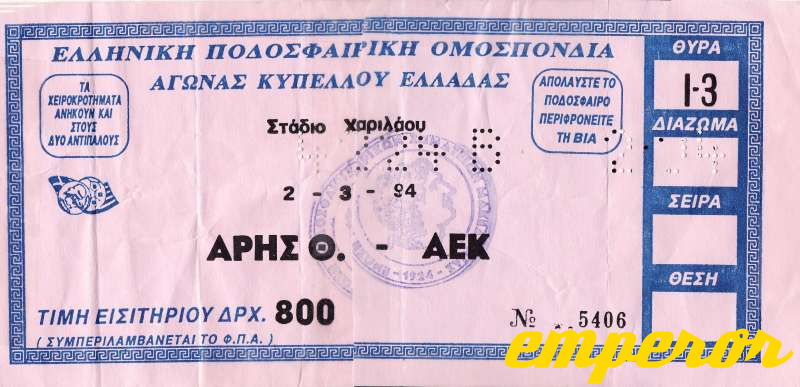 ΕΛΛΗΝΙΚΗ ΠΟΔΟΣΦΑΙΡΙΚΗ ΟΜΟΣΠΟΝΔΙΑ
ΑΓΩΝΑΣ ΚΥΠΕΛΛΟΥ ΕΛΛΑΔΑΣ
ΤΑ
ΧΕΙΡΟΚΡΟΤΗΜΑΤΑ
ΑΝΗΚΟΥΝ ΚΑΙ
ΣΤΟΥΣ
ΔΥΟ ΑΝΤΙΠΑΛΟΥΣ
ΑΠΟΛΑΥΣΤΕ ΤΟ
ΠΟΔΟΣΦΑΙΡΟ
ΠΕΡΙΦΡΟΝΕΙΤΕ
ΤΗ ΒΙΑ
Στάδιο Χαριλάου
2 - 3 - 94
ΑΡΗΣ Θ. - ΑΕΚ
1924
ΤΙΜΗ ΕΙΣΙΤΗΡΙΟΥ ΔΡΧ. 800
(ΣΥΜΠΕΡΙΛΑΜΒΑΝΕΤΑΙ ΤΟ Φ.Π.Α.)
№ 5406
ΘΥΡΑ
1-3
ΔΙΑΖΩΜΑ
ΣΕΙΡΑ
ΘΕΣΗ
emperor